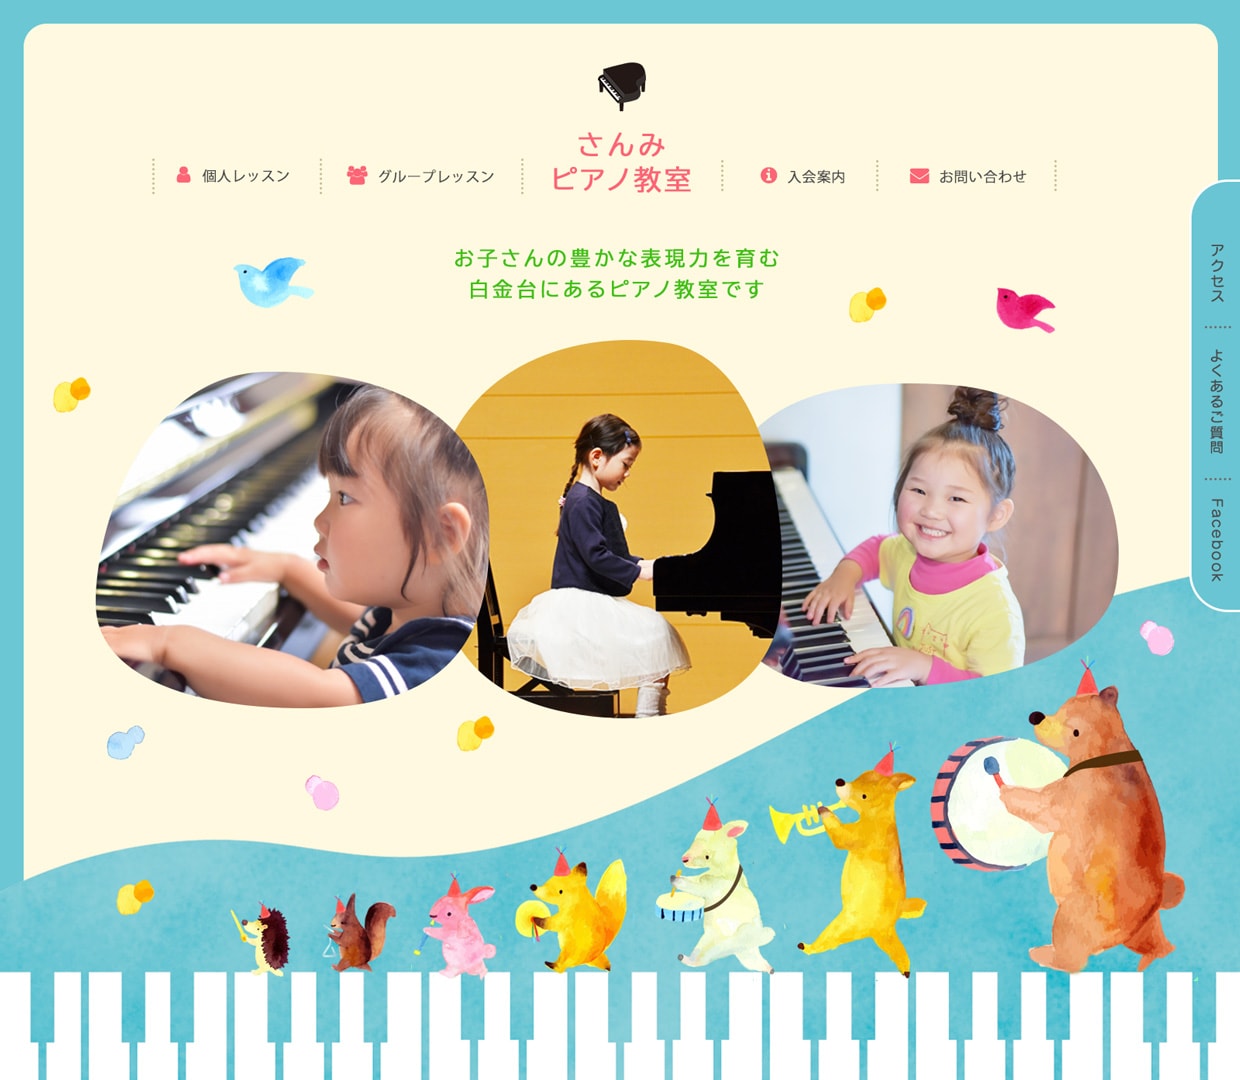 さんみ
ピアノ教室
個人レッスン
グループレッスン
入会案内
お問い合わせ
お子さんの豊かな表現力を育む
白金台にあるピアノ教室です
アクセス
よくあるご質問
Facebook